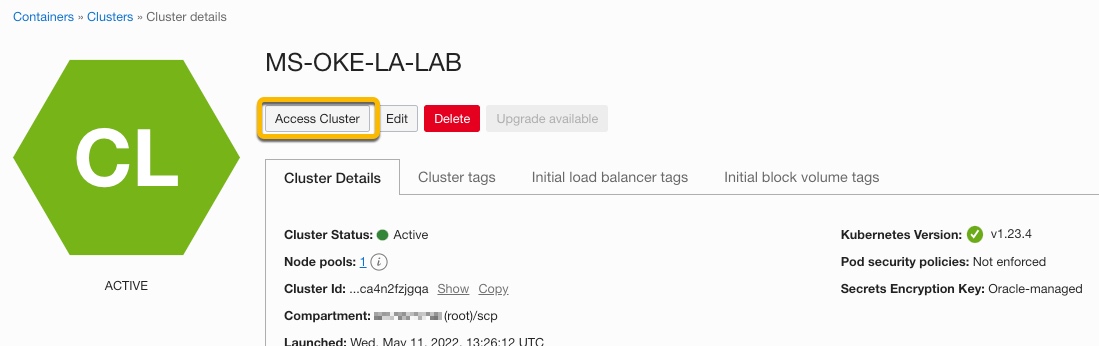 Containers » Clusters » Cluster details
CL
ACTIVE
MS-OKE-LA-LAB
Access Cluster Edit Delete Upgrade available
Cluster Details Cluster tags Initial load balancer tags Initial block volume tags
Cluster Status: Active
Node pools: 1 i
Cluster Id: ...ca4n2fzjgqa Show Copy
Compartment: (root)/scp
Launched: Wed, May 11, 2022, 13:26:12 UTC
Kubernetes Version: v1.23.4
Pod security policies: Not enforced
Secrets Encryption Key: Oracle-managed